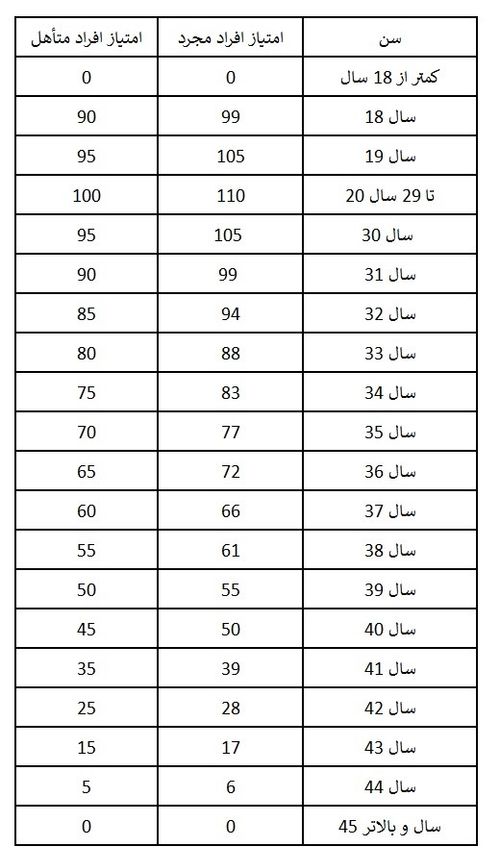 سن امتیاز افراد مجرد امتیاز افراد متأهل
کمتر از 18 سال 0 0
سال 18 99 90
سال 19 105 95
تا 29 سال 20 110 100
سال 30 105 95
سال 31 99 90
سال 32 94 85
سال 33 88 80
سال 34 83 75
سال 35 77 70
سال 36 72 65
سال 37 66 60
سال 38 61 55
سال 39 55 50
سال 40 50 45
سال 41 39 35
سال 42 28 25
سال 43 17 15
سال 44 6 5
سال و بالاتر 45 0 0